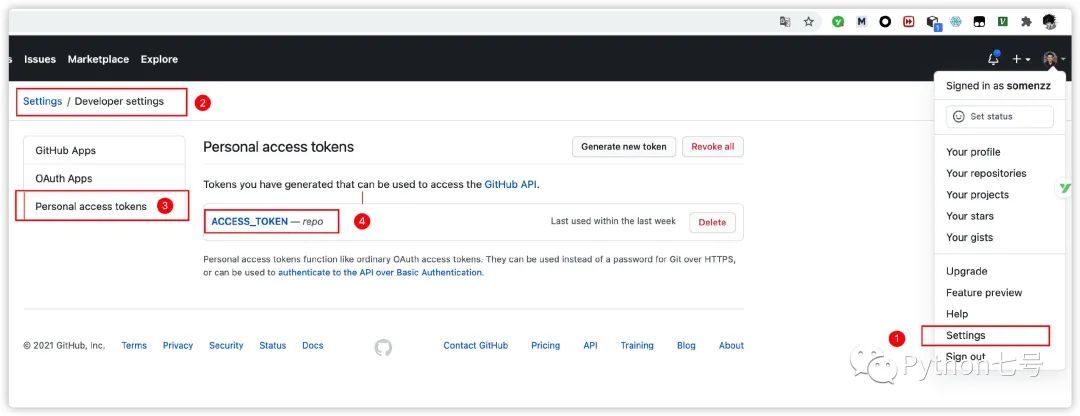 s Issues Marketplace Explore
Signed in as somenzz
Settings / Developer settings 2
Set status
GitHub Apps
OAuth Apps
Personal access tokens 3
Personal access tokens
Generate new token
Revoke all
Tokens you have generated that can be used to access the GitHub API.
ACCESS_TOKEN — repo 4
Last used within the last week
Delete
Personal access tokens function like ordinary OAuth access tokens. They can be used instead of a password for Git over HTTPS,
or can be used to authenticate to the API over Basic Authentication.
Your profile
Your repositories
Your projects
Your stars
Your gists
Upgrade
Feature preview
Help
1 Settings
Sign out
© 2021 GitHub, Inc. Terms Privacy Security Status Docs
Contact GitHub Pricing API Training Blog About
Python七号